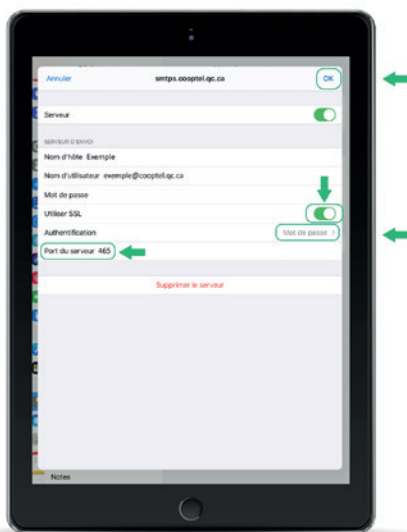 Annuler smtps.cooptel.qc.ca OK
Serveur
SERVEUR D'ENVOI
Nom d'hôte Exemple
Nom d'utilisateur exemple@cooptel.qc.ca
Mot de passe
Utiliser SSL
Authentification Mot de passe >
Port du serveur 465
Supprimer le serveur
Notes